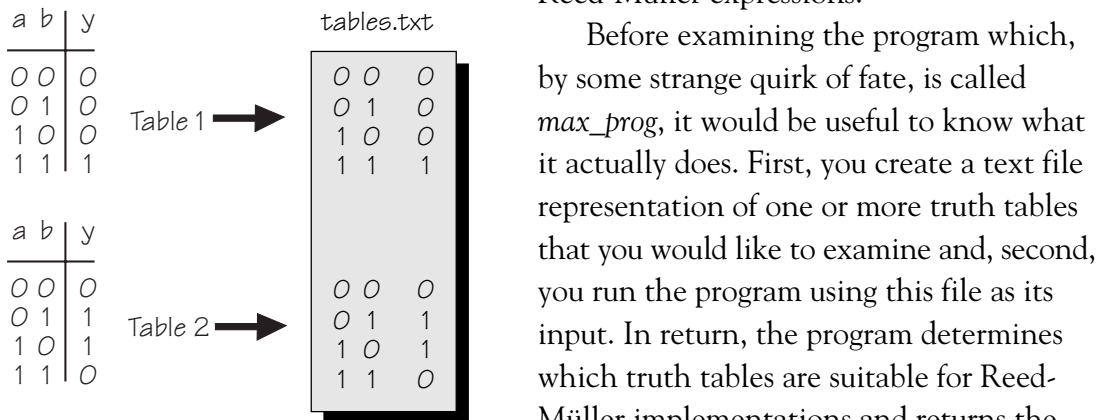 a b y
0 0 0
0 1 0
1 0 0
1 1 1
Table 1
a b y
0 0 0
0 1 1
1 0 1
1 1 0
Table 2
tables.txt
0 0 0
0 1 0
1 0 0
1 1 1
0 0 0
0 1 1
1 0 1
1 1 0
Reed-Müller expressions.
Before examining the program which,
by some strange quirk of fate, is called
max_prog, it would be useful to know what
it actually does. First, you create a text file
representation of one or more truth tables
that you would like to examine and, second,
you run the program using this file as its
input. In return, the program determines
which truth tables are suitable for Reed-
Müller implementations and returns the